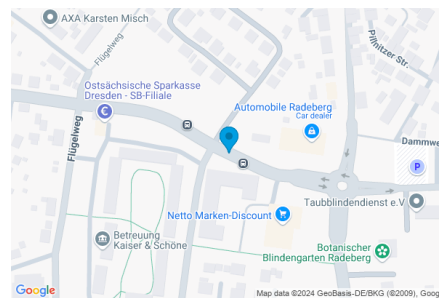 AXA Karsten Misch
Flügelweg
Pillnitzer Str.
Ostsächsische Sparkasse
Dresden - SB-Filiale
Automobile Radeberg
Car dealer
Flügelweg
Dammwe
P
Taubblindendienst e.V
Netto Marken-Discount
Betreuung
Kaiser & Schöne
Botanischer
Blindengarten Radeberg
Google
Map data ©2024 GeoBasis-DE/BKG (©2009), Goog